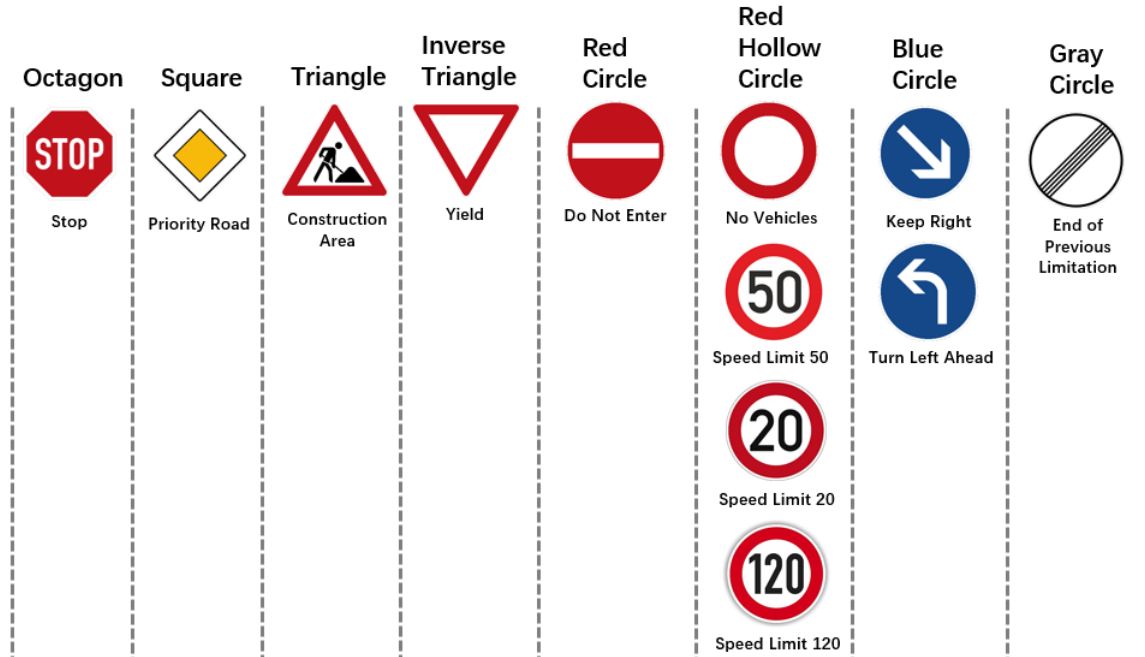 Octagon
Square
Triangle
Inverse
Triangle
Red
Circle
Red
Hollow
Circle
Blue
Circle
Gray
Circle
STOP
Stop
Priority Road
Construction
Area
Yield
Do Not Enter
No Vehicles
Keep Right
End of
Previous
Limitation
50
Speed Limit 50
Turn Left Ahead
20
Speed Limit 20
120
Speed Limit 120